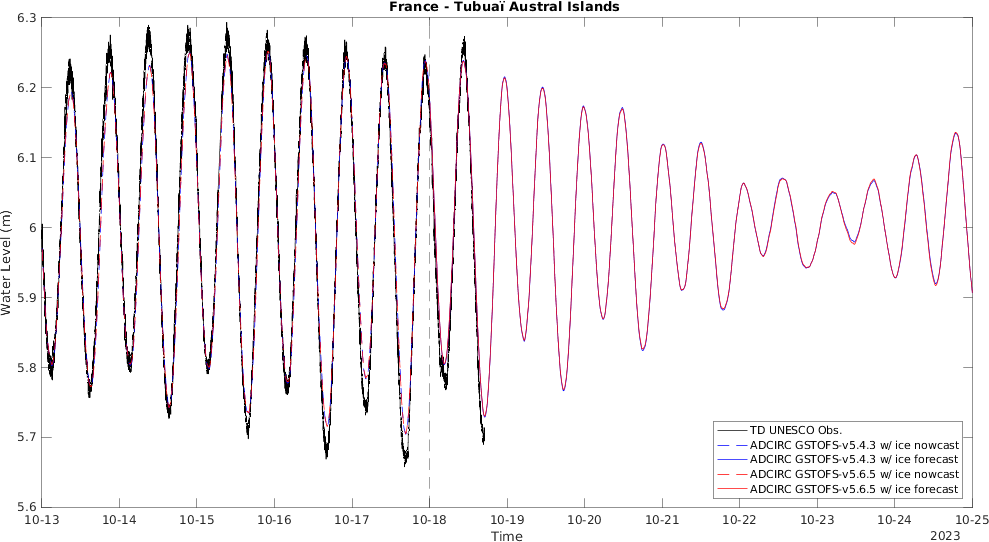 France - Tubuaï Austral Islands
Water Level (m)
6.3
6.2
6.1
6
5.9
5.8
5.7
5.6
10-13 10-14 10-15 10-16 10-17 10-18 10-19 10-20 10-21 10-22 10-23 10-24 10-25
Time
2023
TD UNESCO Obs.
ADCIRC GSTOFS-v5.4.3 w/ ice nowcast
ADCIRC GSTOFS-v5.4.3 w/ ice forecast
ADCIRC GSTOFS-v5.6.5 w/ ice nowcast
ADCIRC GSTOFS-v5.6.5 w/ ice forecast